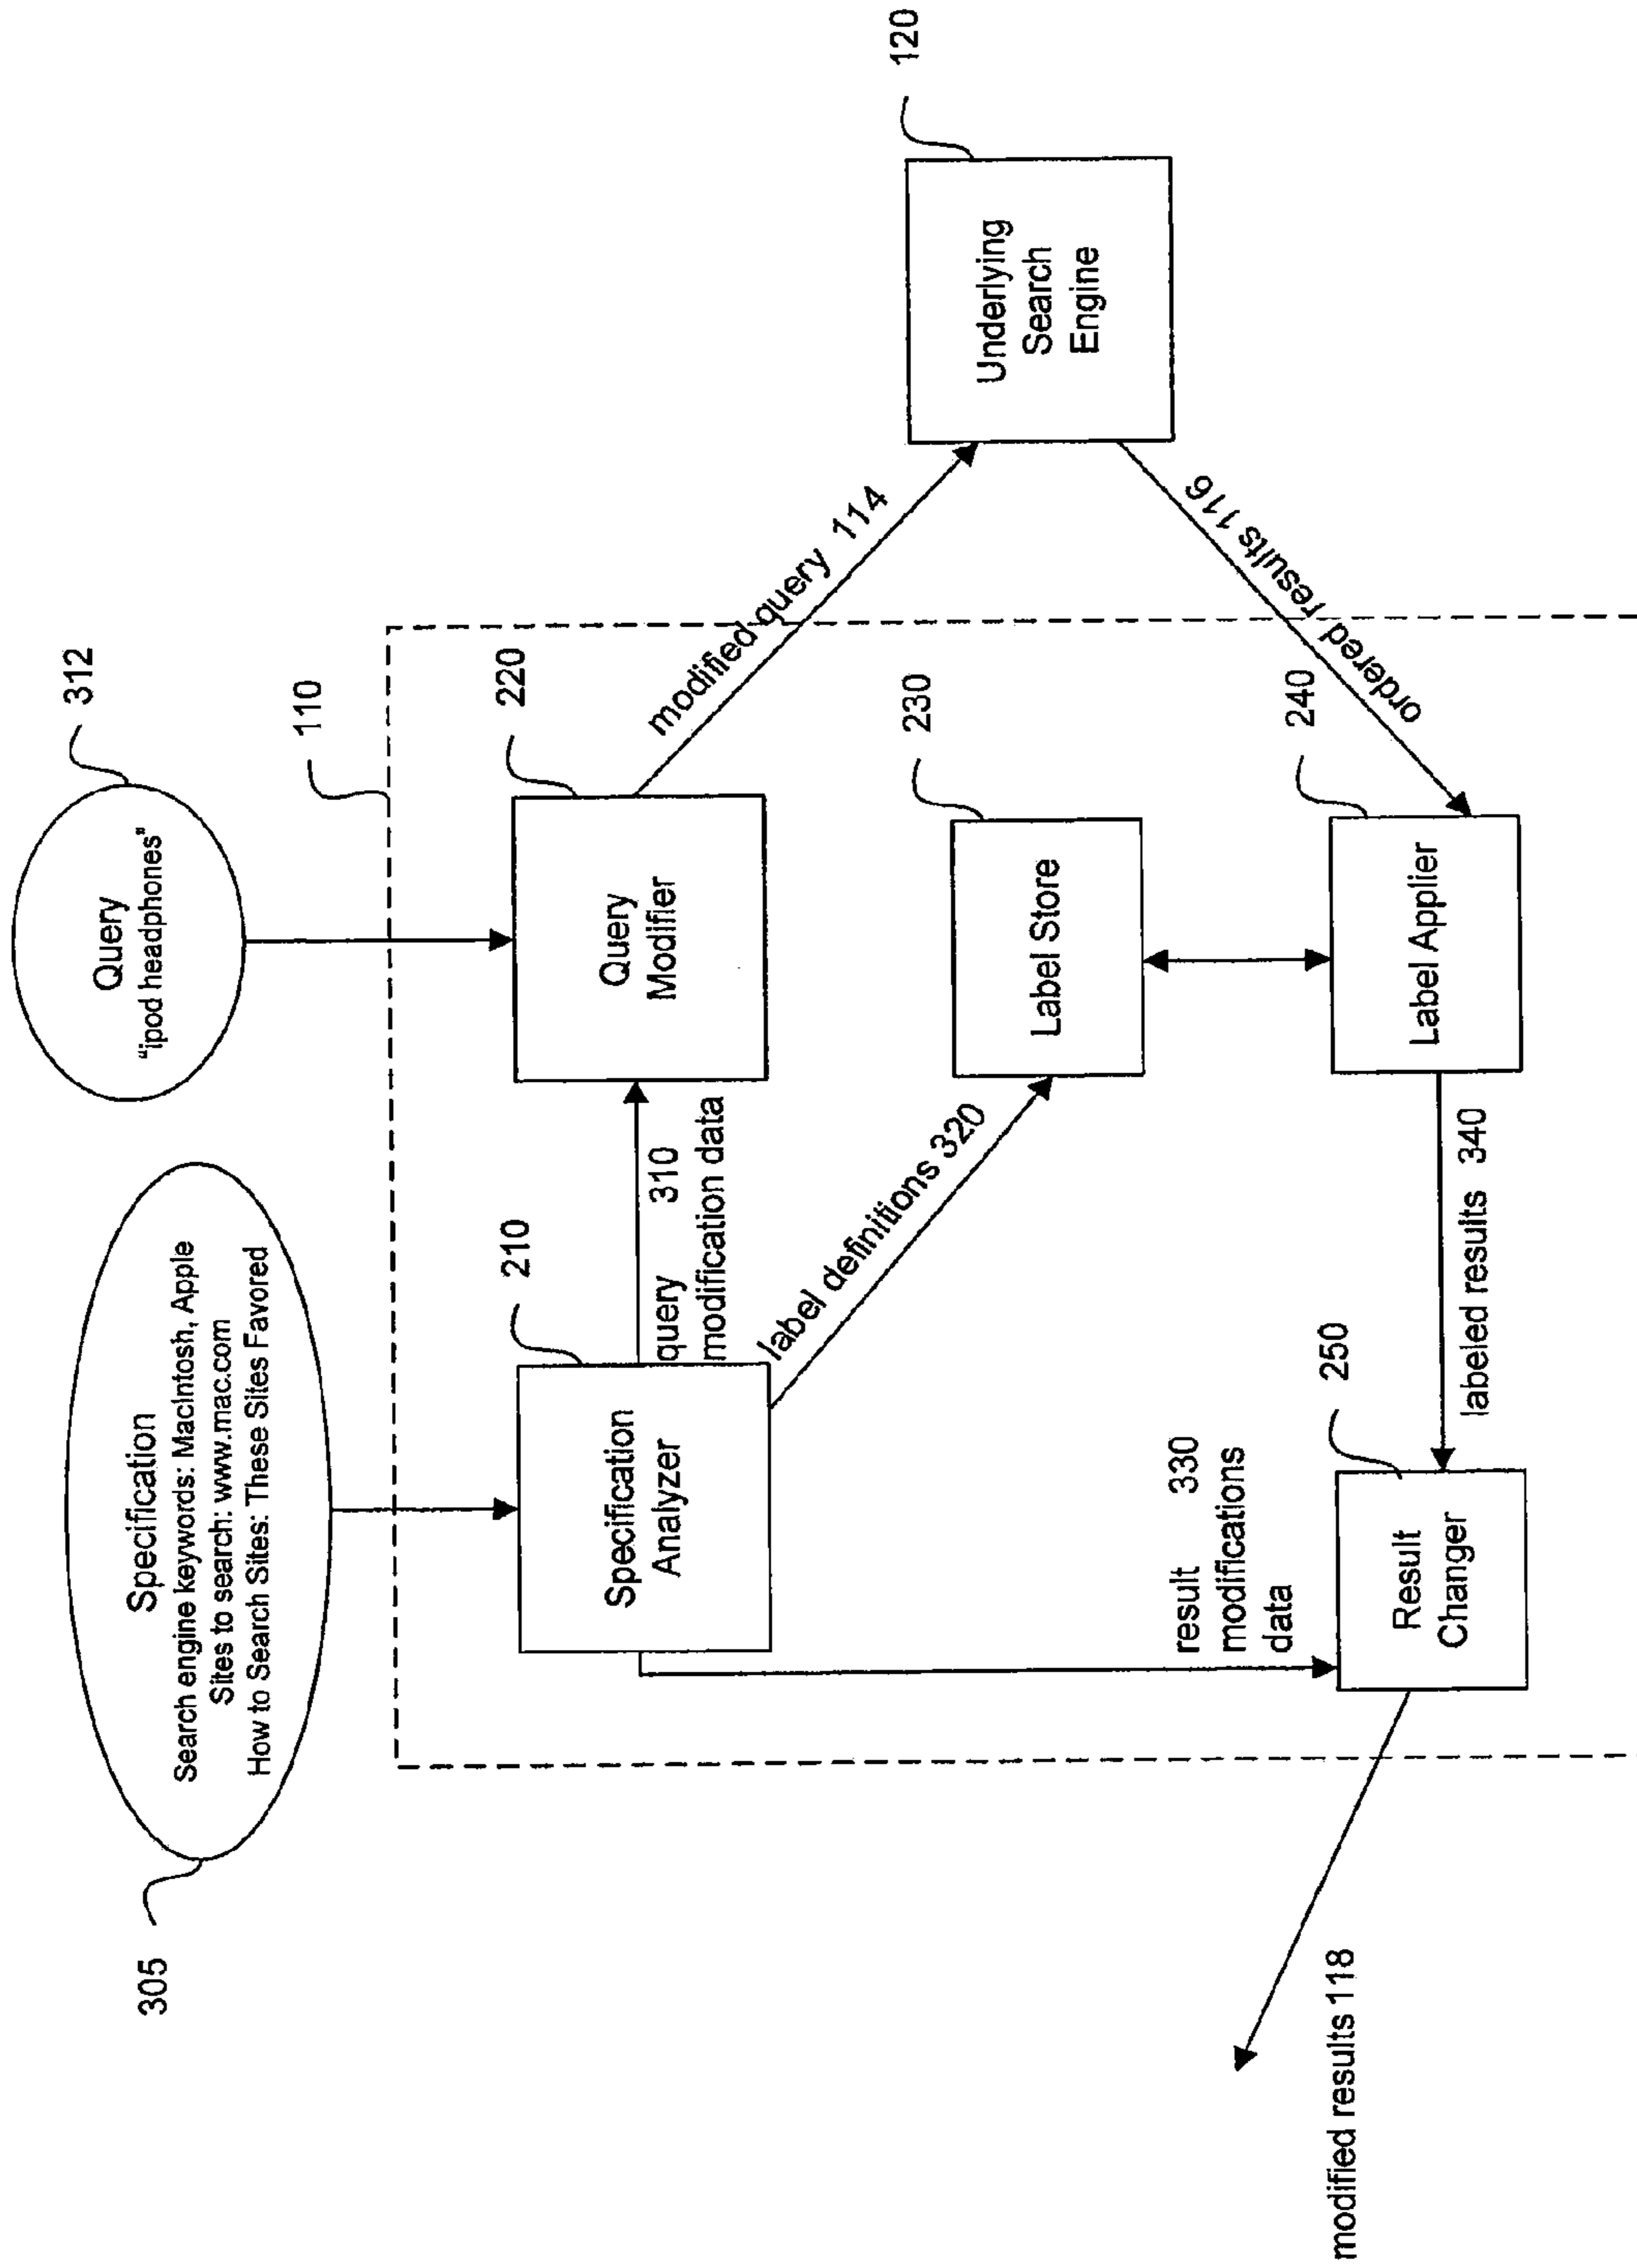 Specification
Search engine keywords: MacIntosh, Apple
Sites to search: www.mac.com
How to Search Sites: These Sites Favored
305
Query
"ipod headphones"
312
110
210
Specification
Analyzer
query 310
modification data
220
Query
Modifier
modified query 114
120
Underlying
Search
Engine
label definitions 320
230
Label Store
ordered results 116
result 330
modifications
data
250
Result
Changer
labeled results 340
240
Label Applier
modified results 118